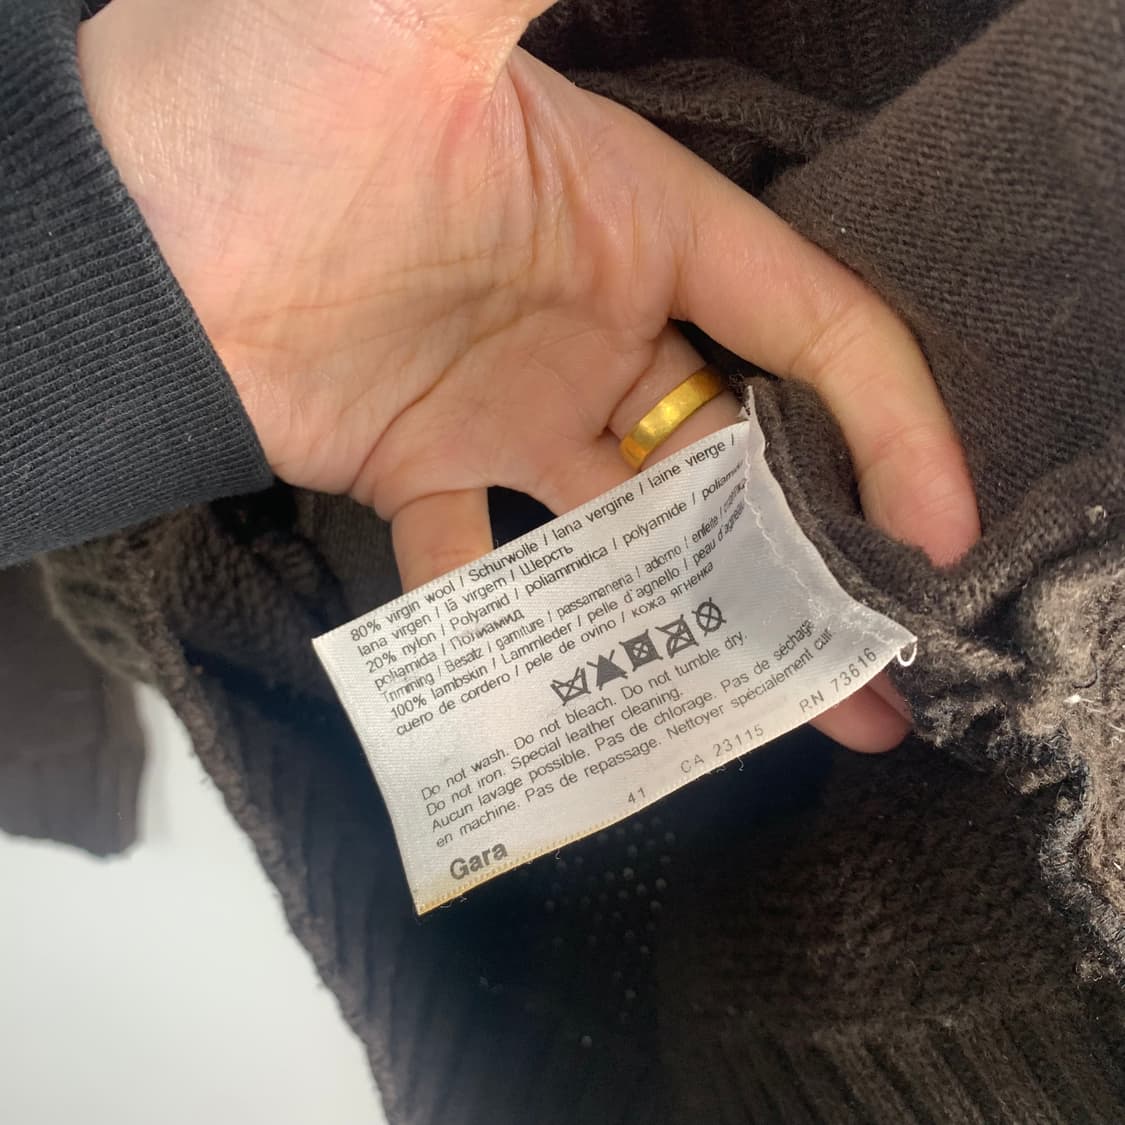 80% virgin wool / Schurwolle / lana vergine / laine vierge /
lana virgen / lã virgem / Шерсть
20% nylon / Polyamid / poliammidica / polyamide /
poliamida / Полиамид
Trimming / Besatz / garniture / passamaneria / adorno / enfeite /
100% lambskin / Lammleder / pelle d'agnello / peau d'agneau
cuero de cordero / pele de ovino / кожа ягненка
Do not wash. Do not bleach. Do not tumble dry.
Do not iron. Special leather cleaning.
Aucun lavage possible. Pas de chlorage. Pas de séchage
en machine. Pas de repassage. Nettoyer spécialement cuir
41 CA 23115 RN 73616
Gara